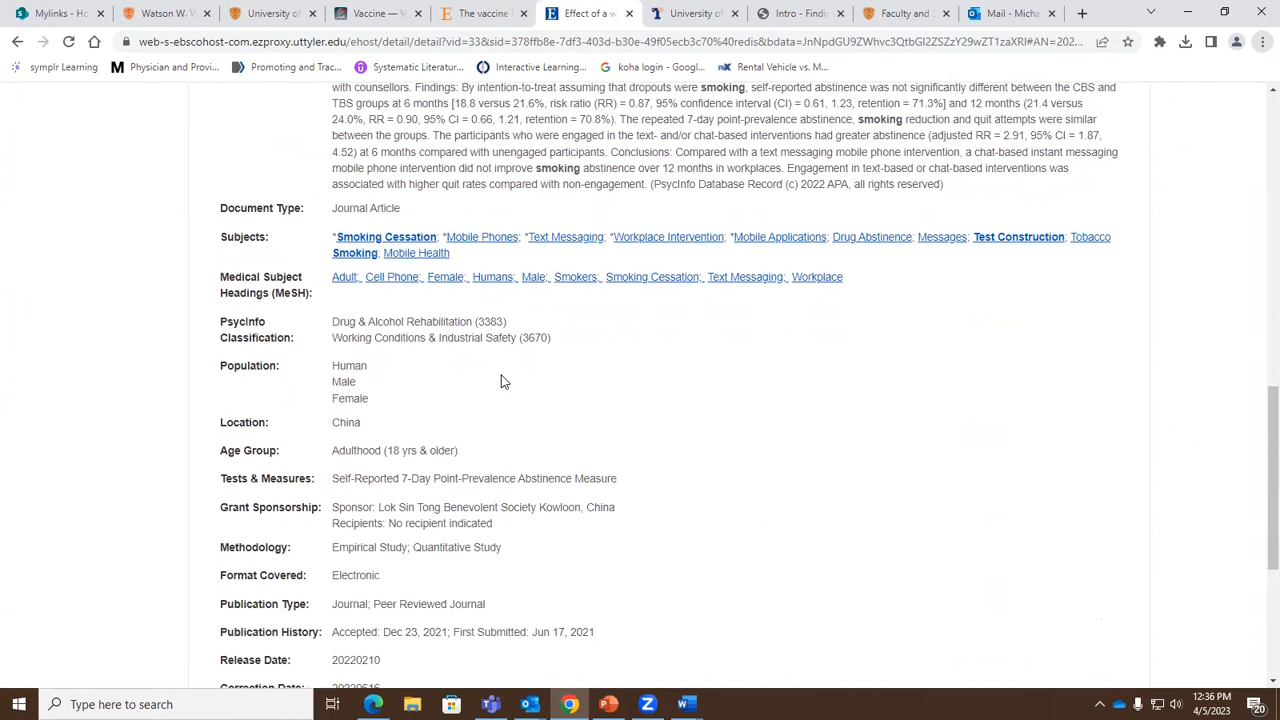 Mylinks - Ho
Watson W.
Vaccine —
The vaccine
Effect of a w
University of
Intro - Findin
Faculty and
Mail - Micha
web-s-ebscohost-com.ezproxy.uttyler.edu/ehost/detail/detail?vid=33&sid=378ffb8e-7df3-403d-b30e-49f05ecb3c70%40redis&bdata=JnNpdGU9ZWhvc3QtbGl2ZSZzY29wZT1zaXRl#AN=202...
symplr Learning
Physician and Provi...
Promoting and Trac...
Systematic Literatur...
Interactive Learning...
koha login - Googl...
Rental Vehicle vs. M...
with counsellors. Findings: By intention-to-treat assuming that dropouts were smoking, self-reported abstinence was not significantly different between the CBS and
TBS groups at 6 months [18.8 versus 21.6%, risk ratio (RR) = 0.87, 95% confidence interval (CI) = 0.61, 1.23, retention = 71.3%] and 12 months (21.4 versus
24.0%, RR = 0.90, 95% CI = 0.66, 1.21, retention = 70.8%). The repeated 7-day point-prevalence abstinence, smoking reduction and quit attempts were similar
between the groups. The participants who were engaged in the text- and/or chat-based interventions had greater abstinence (adjusted RR = 2.91, 95% CI = 1.87,
4.52) at 6 months compared with unengaged participants. Conclusions: Compared with a text messaging mobile phone intervention, a chat-based instant messaging
mobile phone intervention did not improve smoking abstinence over 12 months in workplaces. Engagement in text-based or chat-based interventions was
associated with higher quit rates compared with non-engagement. (PsycInfo Database Record (c) 2022 APA, all rights reserved)
Document Type: Journal Article
Subjects: *Smoking Cessation; *Mobile Phones; *Text Messaging; *Workplace Intervention; *Mobile Applications; Drug Abstinence; Messages; Test Construction; Tobacco
Smoking; Mobile Health
Medical Subject Adult; Cell Phone; Female; Humans; Male; Smokers; Smoking Cessation; Text Messaging; Workplace
Headings (MeSH):
PsycInfo Drug & Alcohol Rehabilitation (3383)
Classification: Working Conditions & Industrial Safety (3670)
Population: Human
Male
Female
Location: China
Age Group: Adulthood (18 yrs & older)
Tests & Measures: Self-Reported 7-Day Point-Prevalence Abstinence Measure
Grant Sponsorship: Sponsor: Lok Sin Tong Benevolent Society Kowloon, China
Recipients: No recipient indicated
Methodology: Empirical Study; Quantitative Study
Format Covered: Electronic
Publication Type: Journal; Peer Reviewed Journal
Publication History: Accepted: Dec 23, 2021; First Submitted: Jun 17, 2021
Release Date: 20220210
Correction Date: 20220616
Type here to search
12:36 PM
4/5/2023
20